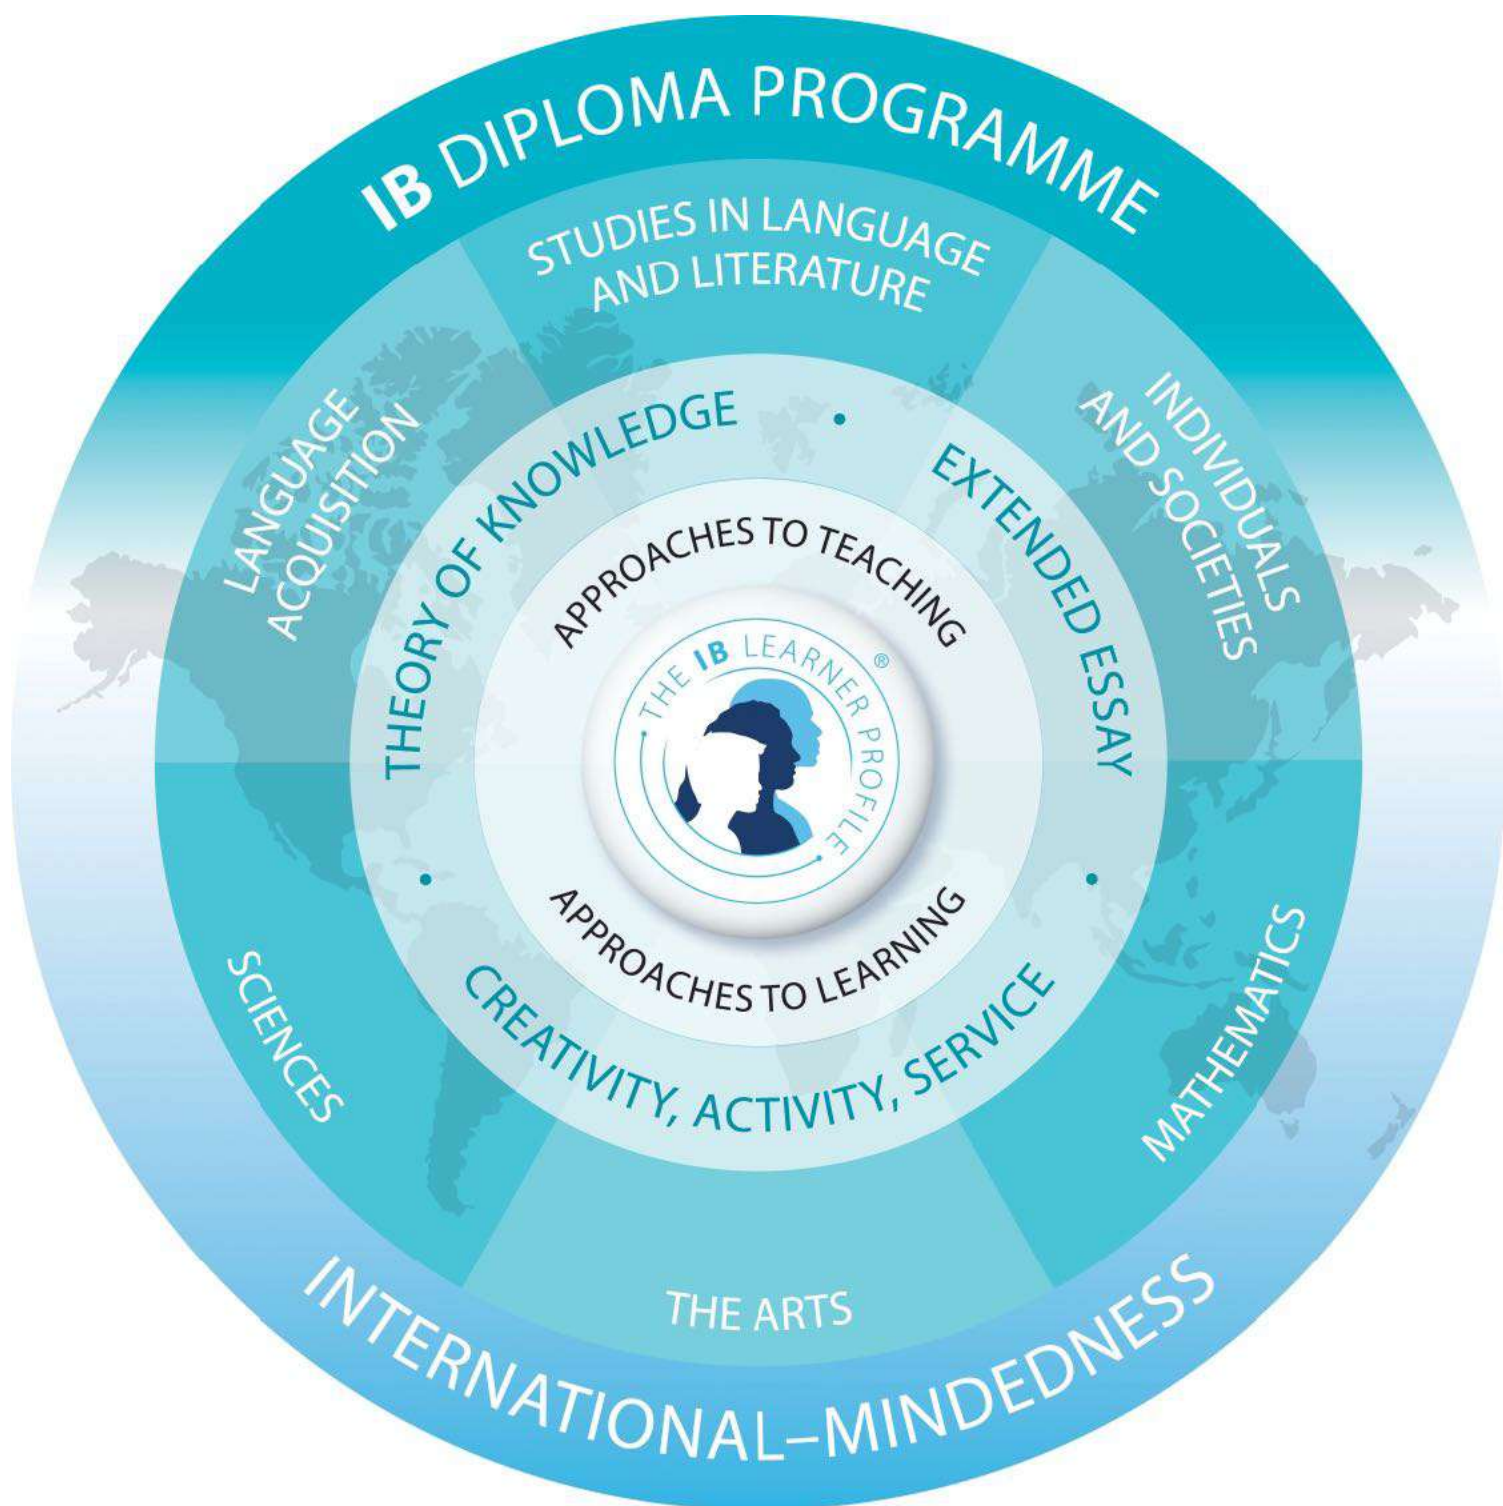 IB DIPLOMA PROGRAMME
STUDIES IN LANGUAGE
AND LITERATURE
LANGUAGE
ACQUISITION
INDIVIDUALS
AND SOCIETIES
THEORY OF KNOWLEDGE
•
EXTENDED ESSAY
•
APPROACHES TO TEACHING
THE IB LEARNER PROFILE
®
APPROACHES TO LEARNING
•
CREATIVITY, ACTIVITY, SERVICE
SCIENCES
MATHEMATICS
THE ARTS
INTERNATIONAL–MINDEDNESS